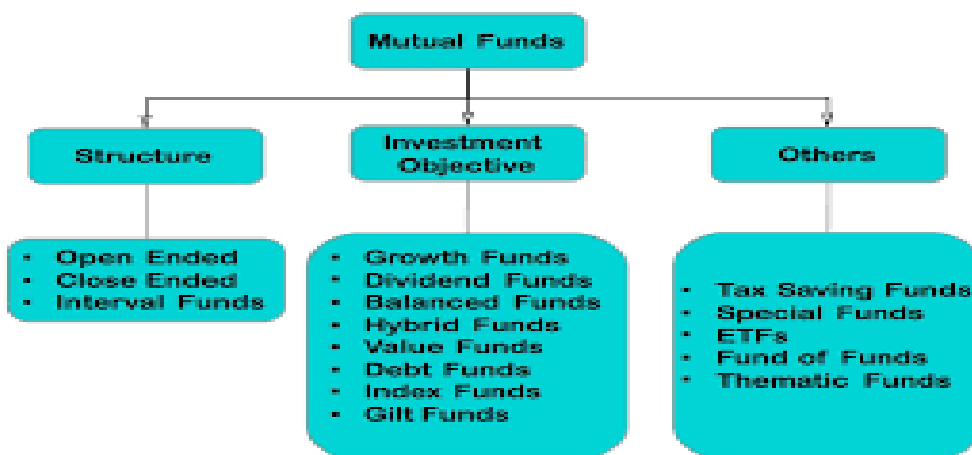 Mutual Funds
Structure
Investment
Objective
Others
• Open Ended
• Close Ended
• Interval Funds
• Growth Funds
• Dividend Funds
• Balanced Funds
• Hybrid Funds
• Value Funds
• Debt Funds
• Index Funds
• Gilt Funds
• Tax Saving Funds
• Special Funds
• ETFs
• Fund of Funds
• Thematic Funds